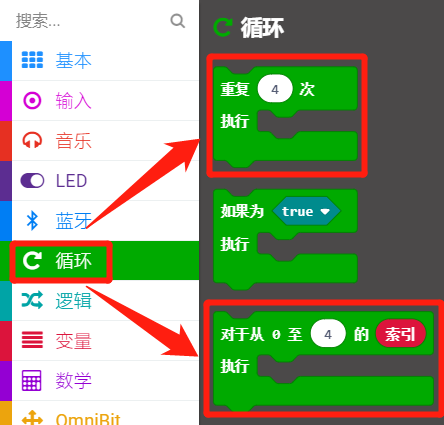 搜索...
基本
输入
音乐
LED
蓝牙
循环
逻辑
变量
数学
OmniBit
循环
重复 4 次
执行
如果为 true
执行
对于从 0 至 4 的 索引
执行